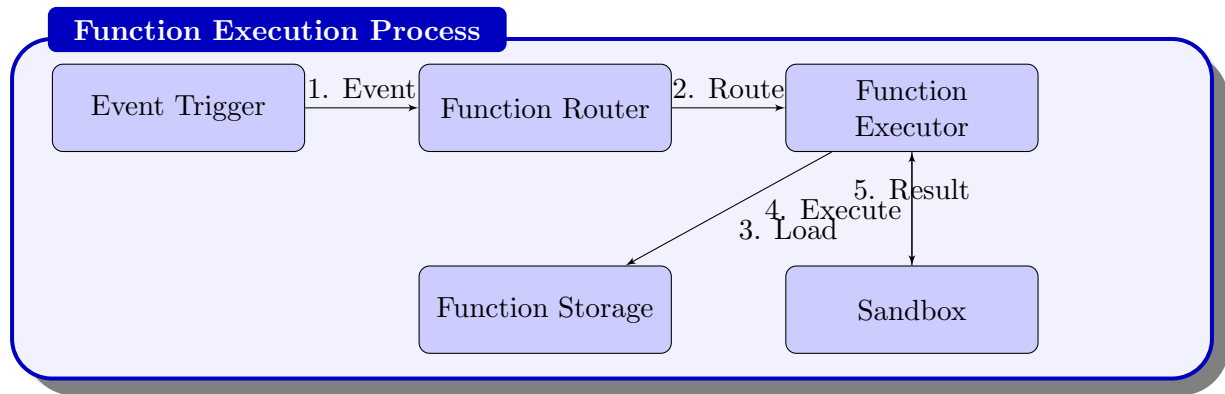 Function Execution Process
Event Trigger
1. Event
Function Router
2. Route
Function
Executor
5. Result
4. Execute
3. Load
Function Storage
Sandbox